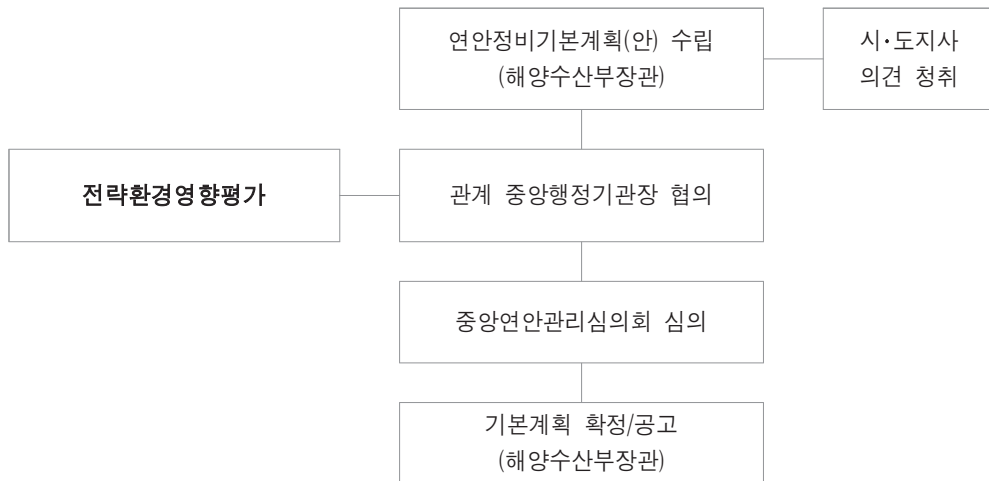 연안정비기본계획(안) 수립
(해양수산부장관)
시·도지사
의견 청취
전략환경영향평가
관계 중앙행정기관장 협의
중앙연안관리심의회 심의
기본계획 확정/공고
(해양수산부장관)